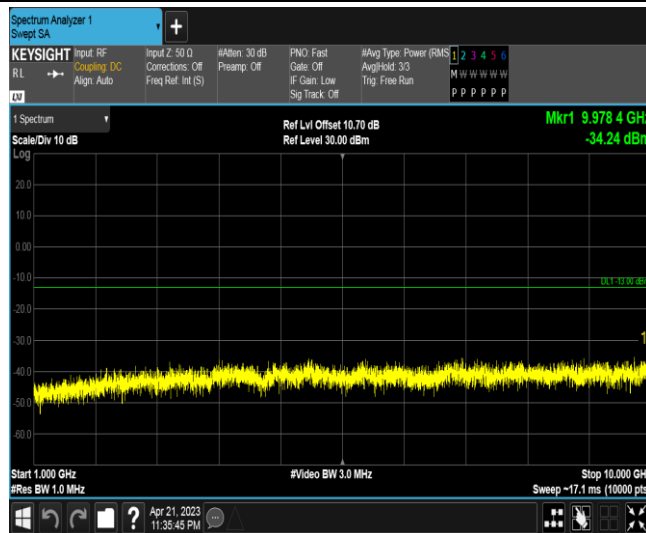 Spectrum Analyzer 1
Swept SA
+
KEYSIGHT
RL
LXI
Input: RF
Coupling: DC
Align: Auto
Input Z: 50 Ω
Corrections: Off
Freq Ref: Int (S)
#Atten: 30 dB
Preamp: Off
PNO: Fast
Gate: Off
IF Gain: Low
Sig Track: Off
#Avg Type: Power (RMS
Avg|Hold: 3/3
Trig: Free Run
1 2 3 4 5 6
M W W W W W
P P P P P P
1 Spectrum
Scale/Div 10 dB
Log
Ref Lvl Offset 10.70 dB
Ref Level 30.00 dBm
Mkr1 9.978 4 GHz
-34.24 dBm
20.0
10.0
0.00
-10.0
DL1 -13.00 dBm
-20.0
-30.0
1
-40.0
-50.0
-60.0
Start 1.000 GHz
#Res BW 1.0 MHz
#Video BW 3.0 MHz
Stop 10.000 GH
Sweep ~17.1 ms (10000 pts
?
Apr 21, 2023
11:35:45 PM